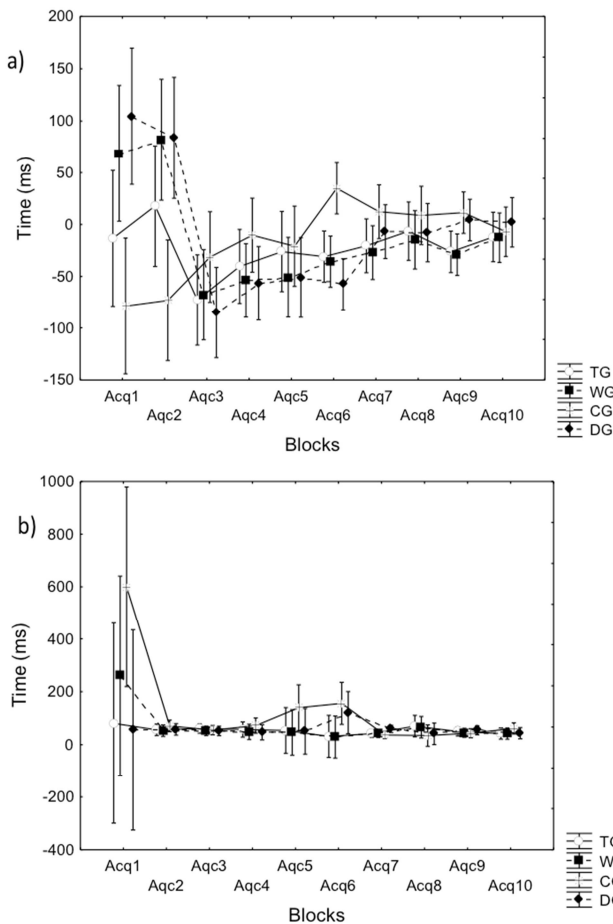 a)
200
150
100
50
0
-50
-100
-150
Time (ms)
Acq1 Acq3 Acq5 Acq7 Aqc9
Aqc2 Aqc4 Acq6 Acq8 Acq10
Blocks
TG
WG
CG
DG
b)
1000
800
600
400
200
0
-200
-400
Time (ms)
Acq1 Aqc3 Aqc5 Acq7 Aqc9
Aqc2 Aqc4 Acq6 Acq8 Acq10
Blocks